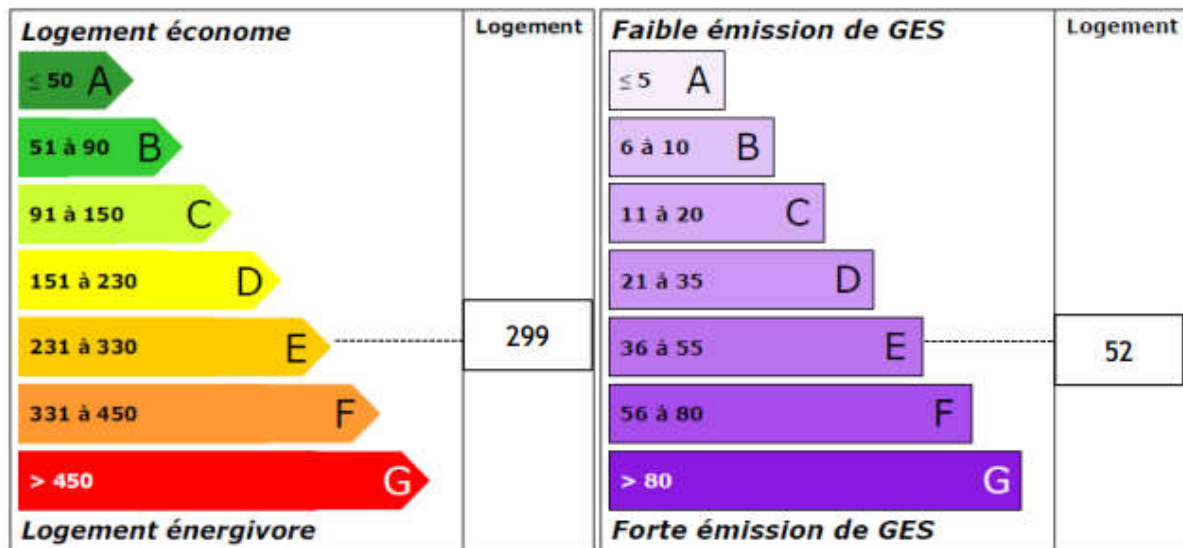 Logement économe
Logement
≤ 50 A
51 à 90 B
91 à 150 C
151 à 230 D
231 à 330 E
299
331 à 450 F
> 450 G
Logement énergivore
Faible émission de GES
Logement
≤ 5 A
6 à 10 B
11 à 20 C
21 à 35 D
36 à 55 E
52
56 à 80 F
> 80 G
Forte émission de GES